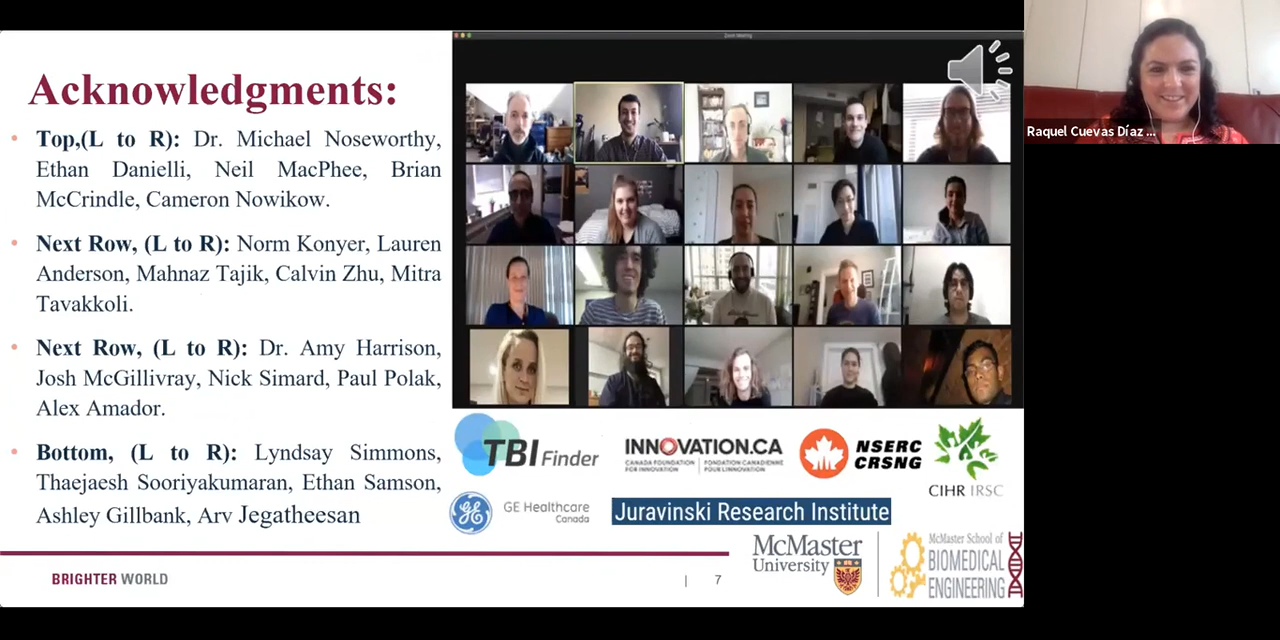 Zoom Meeting
Acknowledgments:
• Top,(L to R): Dr. Michael Noseworthy,
Ethan Danielli, Neil MacPhee, Brian
McCrindle, Cameron Nowikow.
• Next Row, (L to R): Norm Konyer, Lauren
Anderson, Mahnaz Tajik, Calvin Zhu, Mitra
Tavakkoli.
• Next Row, (L to R): Dr. Amy Harrison,
Josh McGillivray, Nick Simard, Paul Polak,
Alex Amador.
• Bottom, (L to R): Lyndsay Simmons,
Thaejaesh Sooriyakumaran, Ethan Samson,
Ashley Gillbank, Arv Jegatheesan
TBI Finder
INNOVATION.CA
CANADA FOUNDATION FOR INNOVATION | FONDATION CANADIENNE POUR L'INNOVATION
NSERC
CRSNG
CIHR IRSC
GE
GE Healthcare
Canada
Juravinski Research Institute
McMaster
University
McMaster School of
BIOMEDICAL
ENGINEERING
BRIGHTER WORLD
| 7
Raquel Cuevas Díaz ...